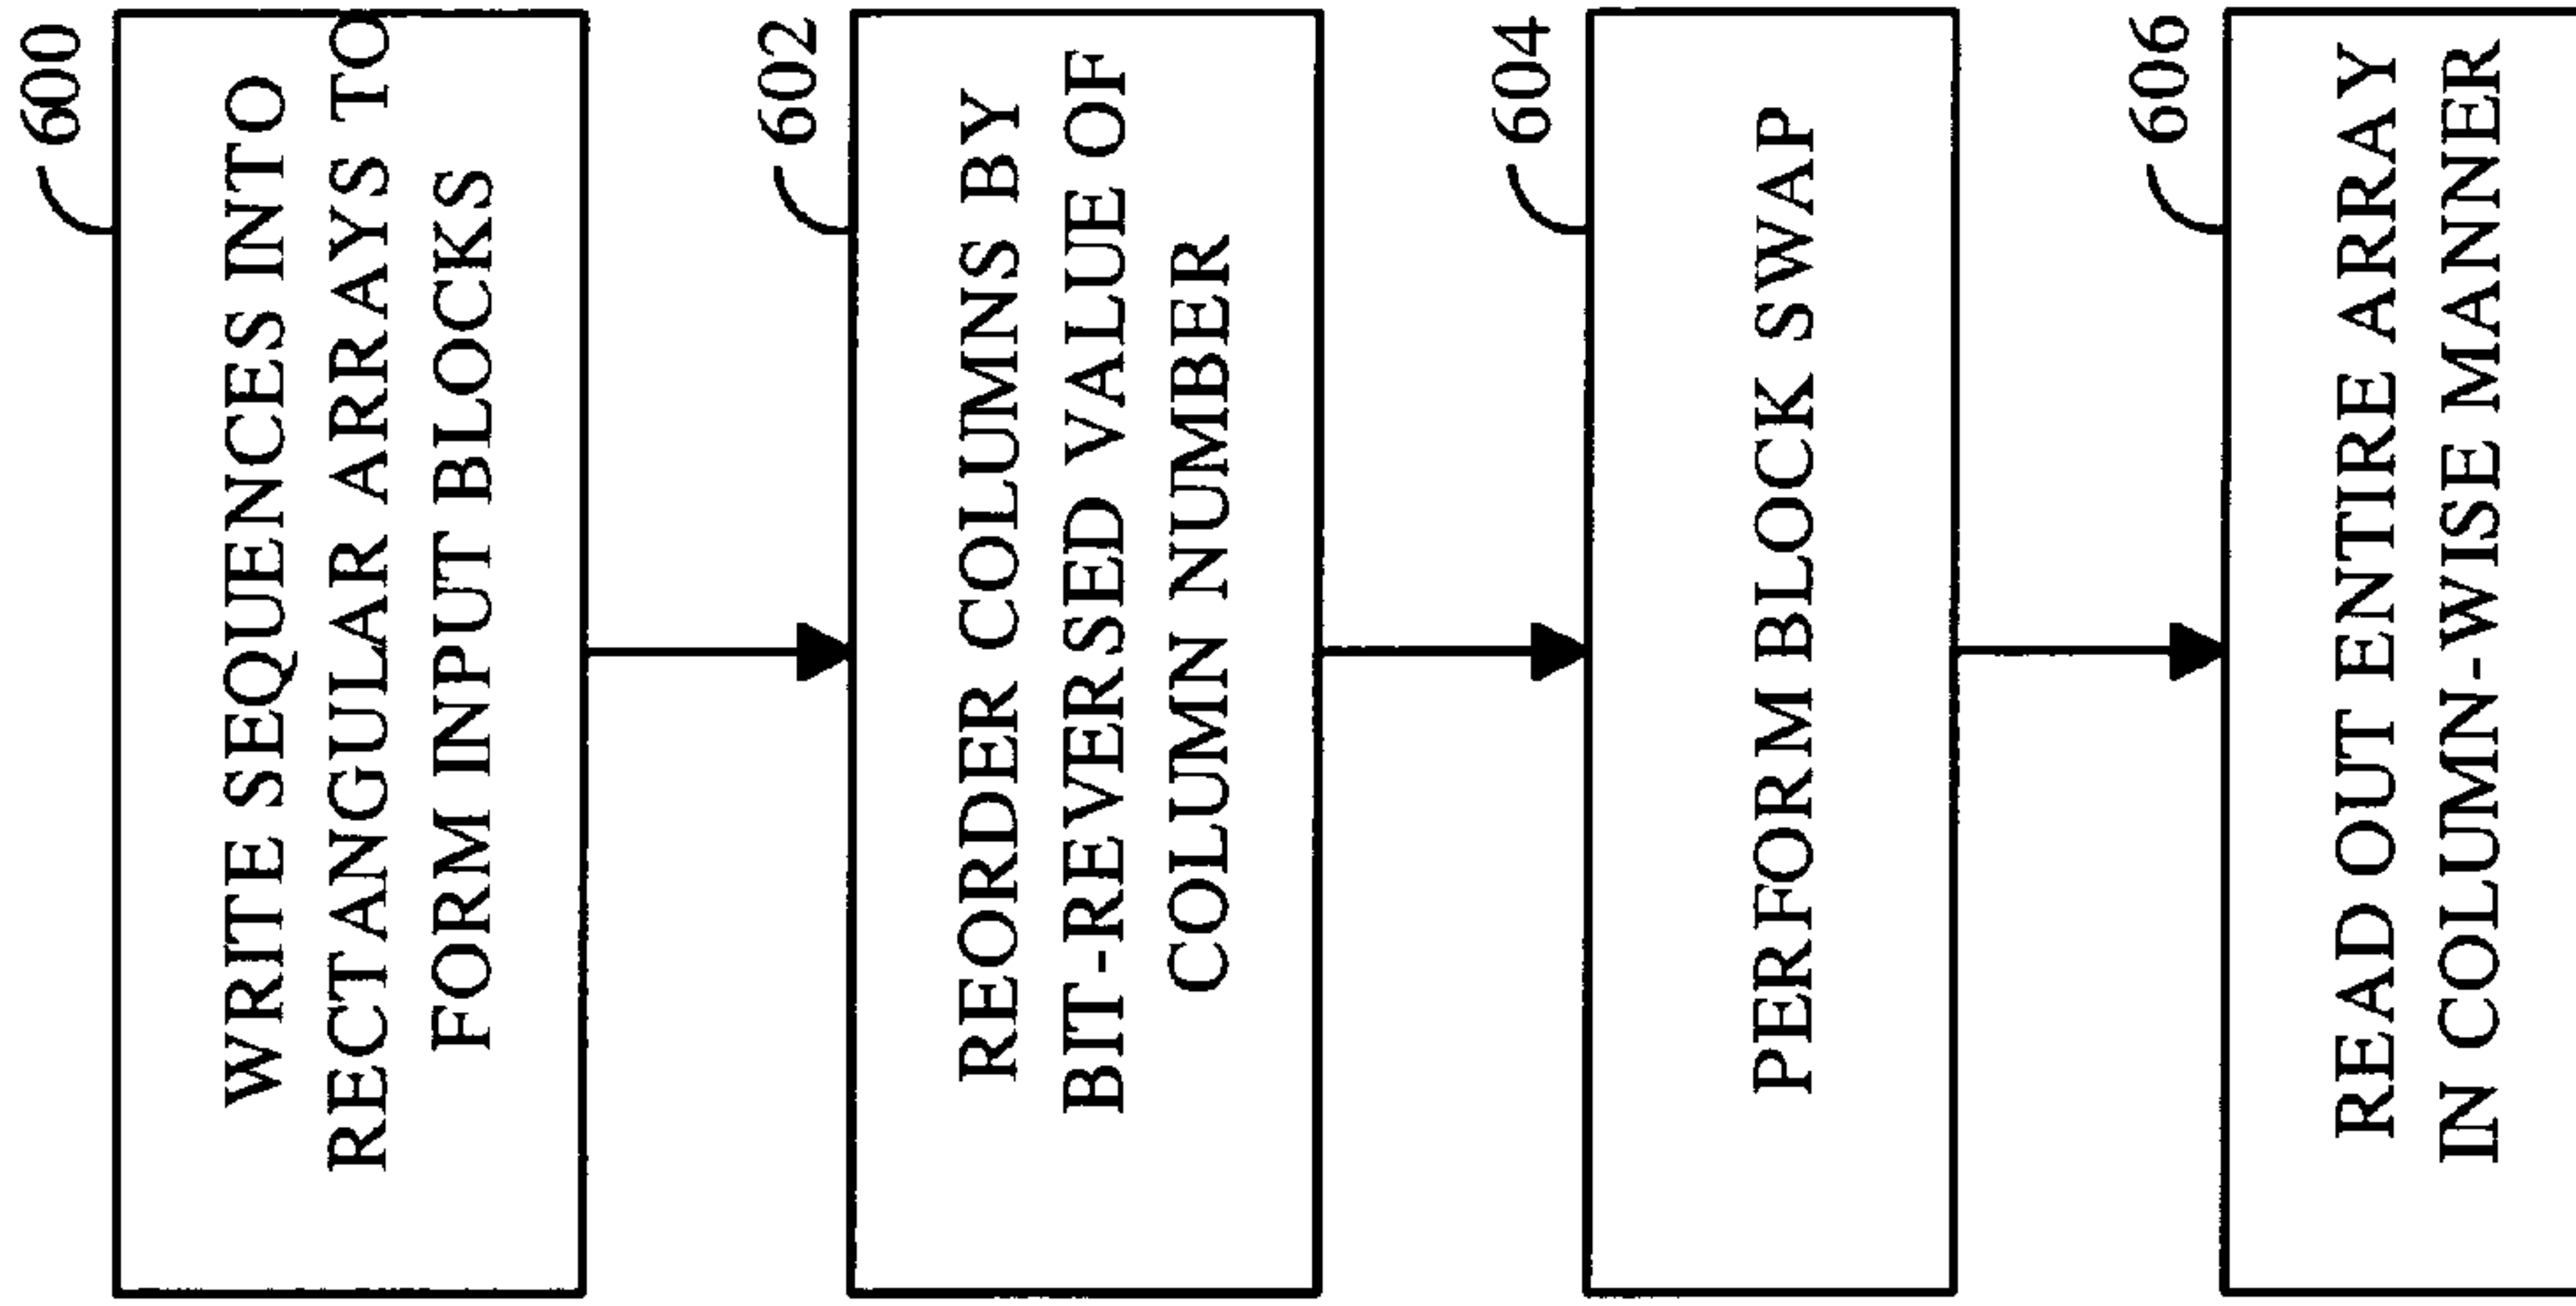 600
WRITE SEQUENCES INTO
RECTANGULAR ARRAYS TO
FORM INPUT BLOCKS
602
REORDER COLUMNS BY
BIT-REVERSED VALUE OF
COLUMN NUMBER
604
PERFORM BLOCK SWAP
606
READ OUT ENTIRE ARRAY
IN COLUMN-WISE MANNER